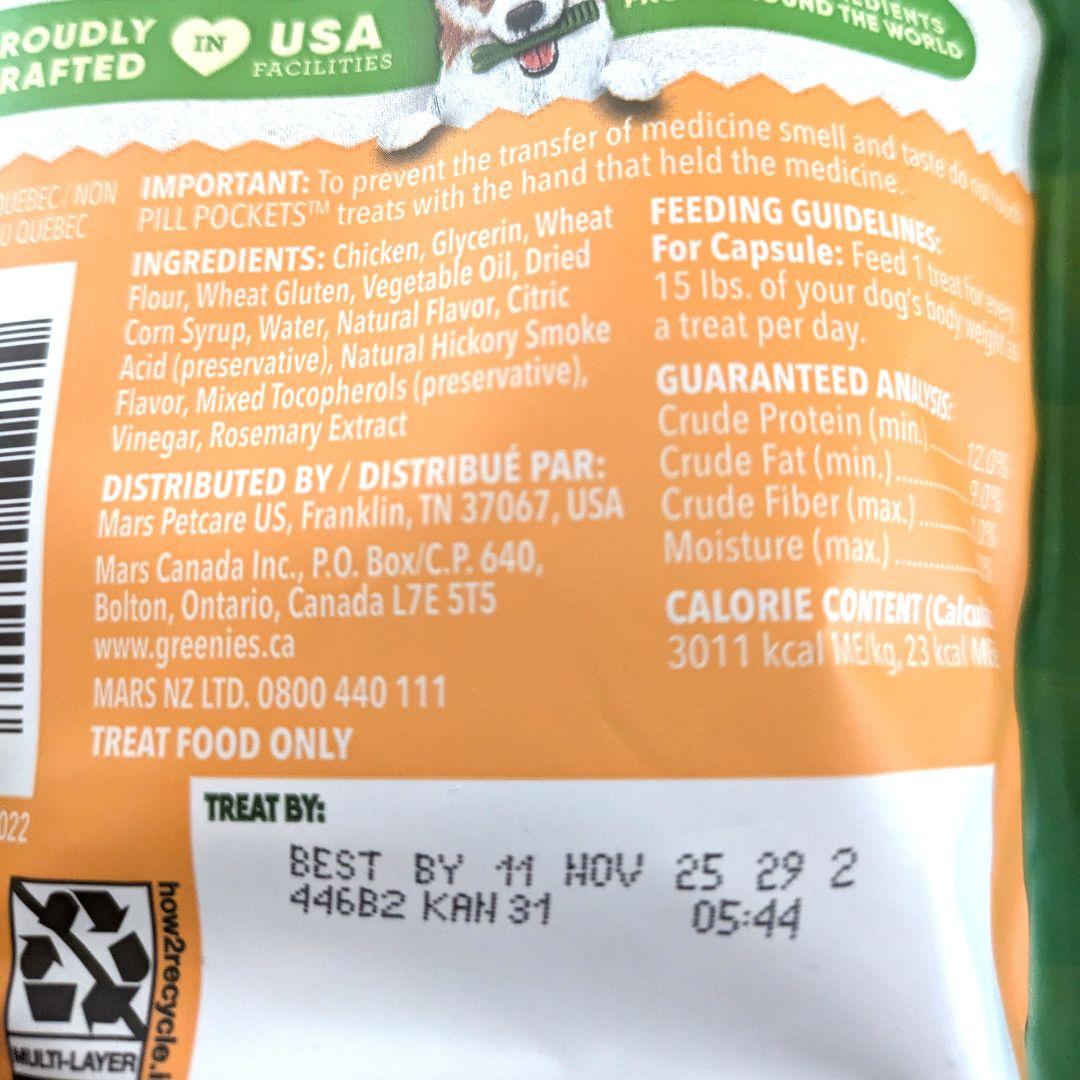 ROUDLY IN USA
RAFTED FACILITIES
EDIENTS
OUND THE WORLD
QUEBEC / NON
U QUÉBEC
IMPORTANT: To prevent the transfer of medicine smell and taste do not touch
PILL POCKETS™ treats with the hand that held the medicine.
INGREDIENTS: Chicken, Glycerin, Wheat
Flour, Wheat Gluten, Vegetable Oil, Dried
Corn Syrup, Water, Natural Flavor, Citric
Acid (preservative), Natural Hickory Smoke
Flavor, Mixed Tocopherols (preservative),
Vinegar, Rosemary Extract
DISTRIBUTED BY / DISTRIBUÉ PAR:
Mars Petcare US, Franklin, TN 37067, USA
Mars Canada Inc., P.O. Box/C.P. 640,
Bolton, Ontario, Canada L7E 5T5
www.greenies.ca
MARS NZ LTD. 0800 440 111
TREAT FOOD ONLY
FEEDING GUIDELINES:
For Capsule: Feed 1 treat for every
15 lbs. of your dog's body weight as
a treat per day.
GUARANTEED ANALYSIS:
Crude Protein (min.) 12.0%
Crude Fat (min.) 9.0%
Crude Fiber (max.)
Moisture (max.)
CALORIE CONTENT (Calcu
3011 kcal ME/kg, 23 kcal ME
TREAT BY:
BEST BY 11 NOV 25 29 2
446B2 KAN 31 05:44
022
MULTI-LAYER
how2recycle.